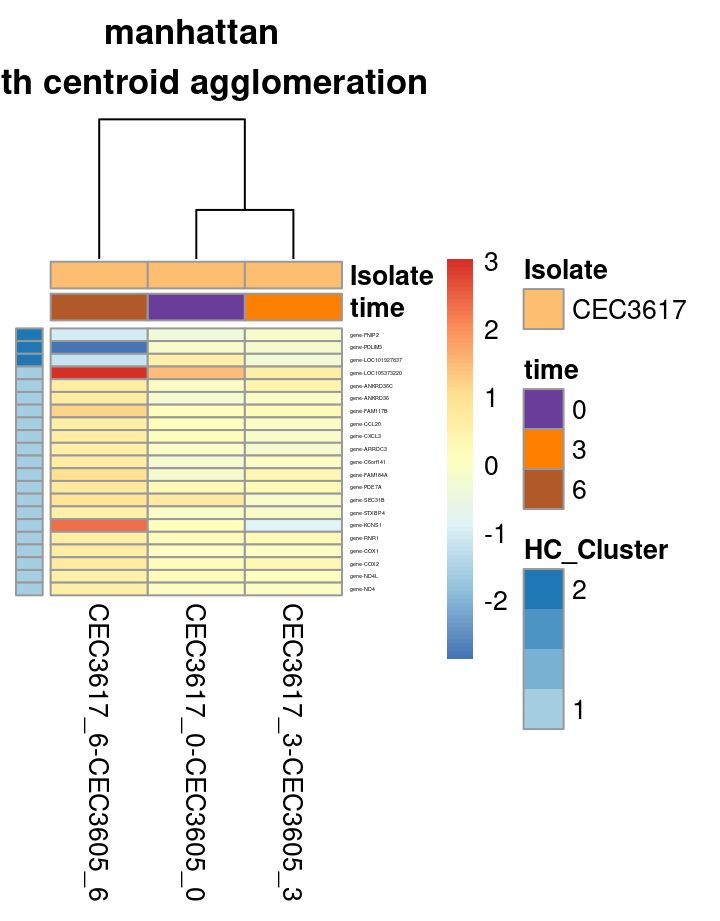 manhattan
th centroid agglomeration
Isolate
time
gene-FNIP2
gene-PDLIM3
gene-LOC101927837
gene-LOC105373220
gene-ANKRD36C
gene-ANKRD36
gene-FAM117B
gene-CCL20
gene-CXCL3
gene-ARRDC3
gene-C6orf141
gene-FAM184A
gene-PDE7A
gene-SEC31B
gene-STXBP4
gene-KCNS1
gene-RNR1
gene-COX1
gene-COX2
gene-ND4L
gene-ND4
CEC3617_6-CEC3605_6
CEC3617_0-CEC3605_0
CEC3617_3-CEC3605_3
3
2
1
0
-1
-2
Isolate
CEC3617
time
0
3
6
HC_Cluster
2
1